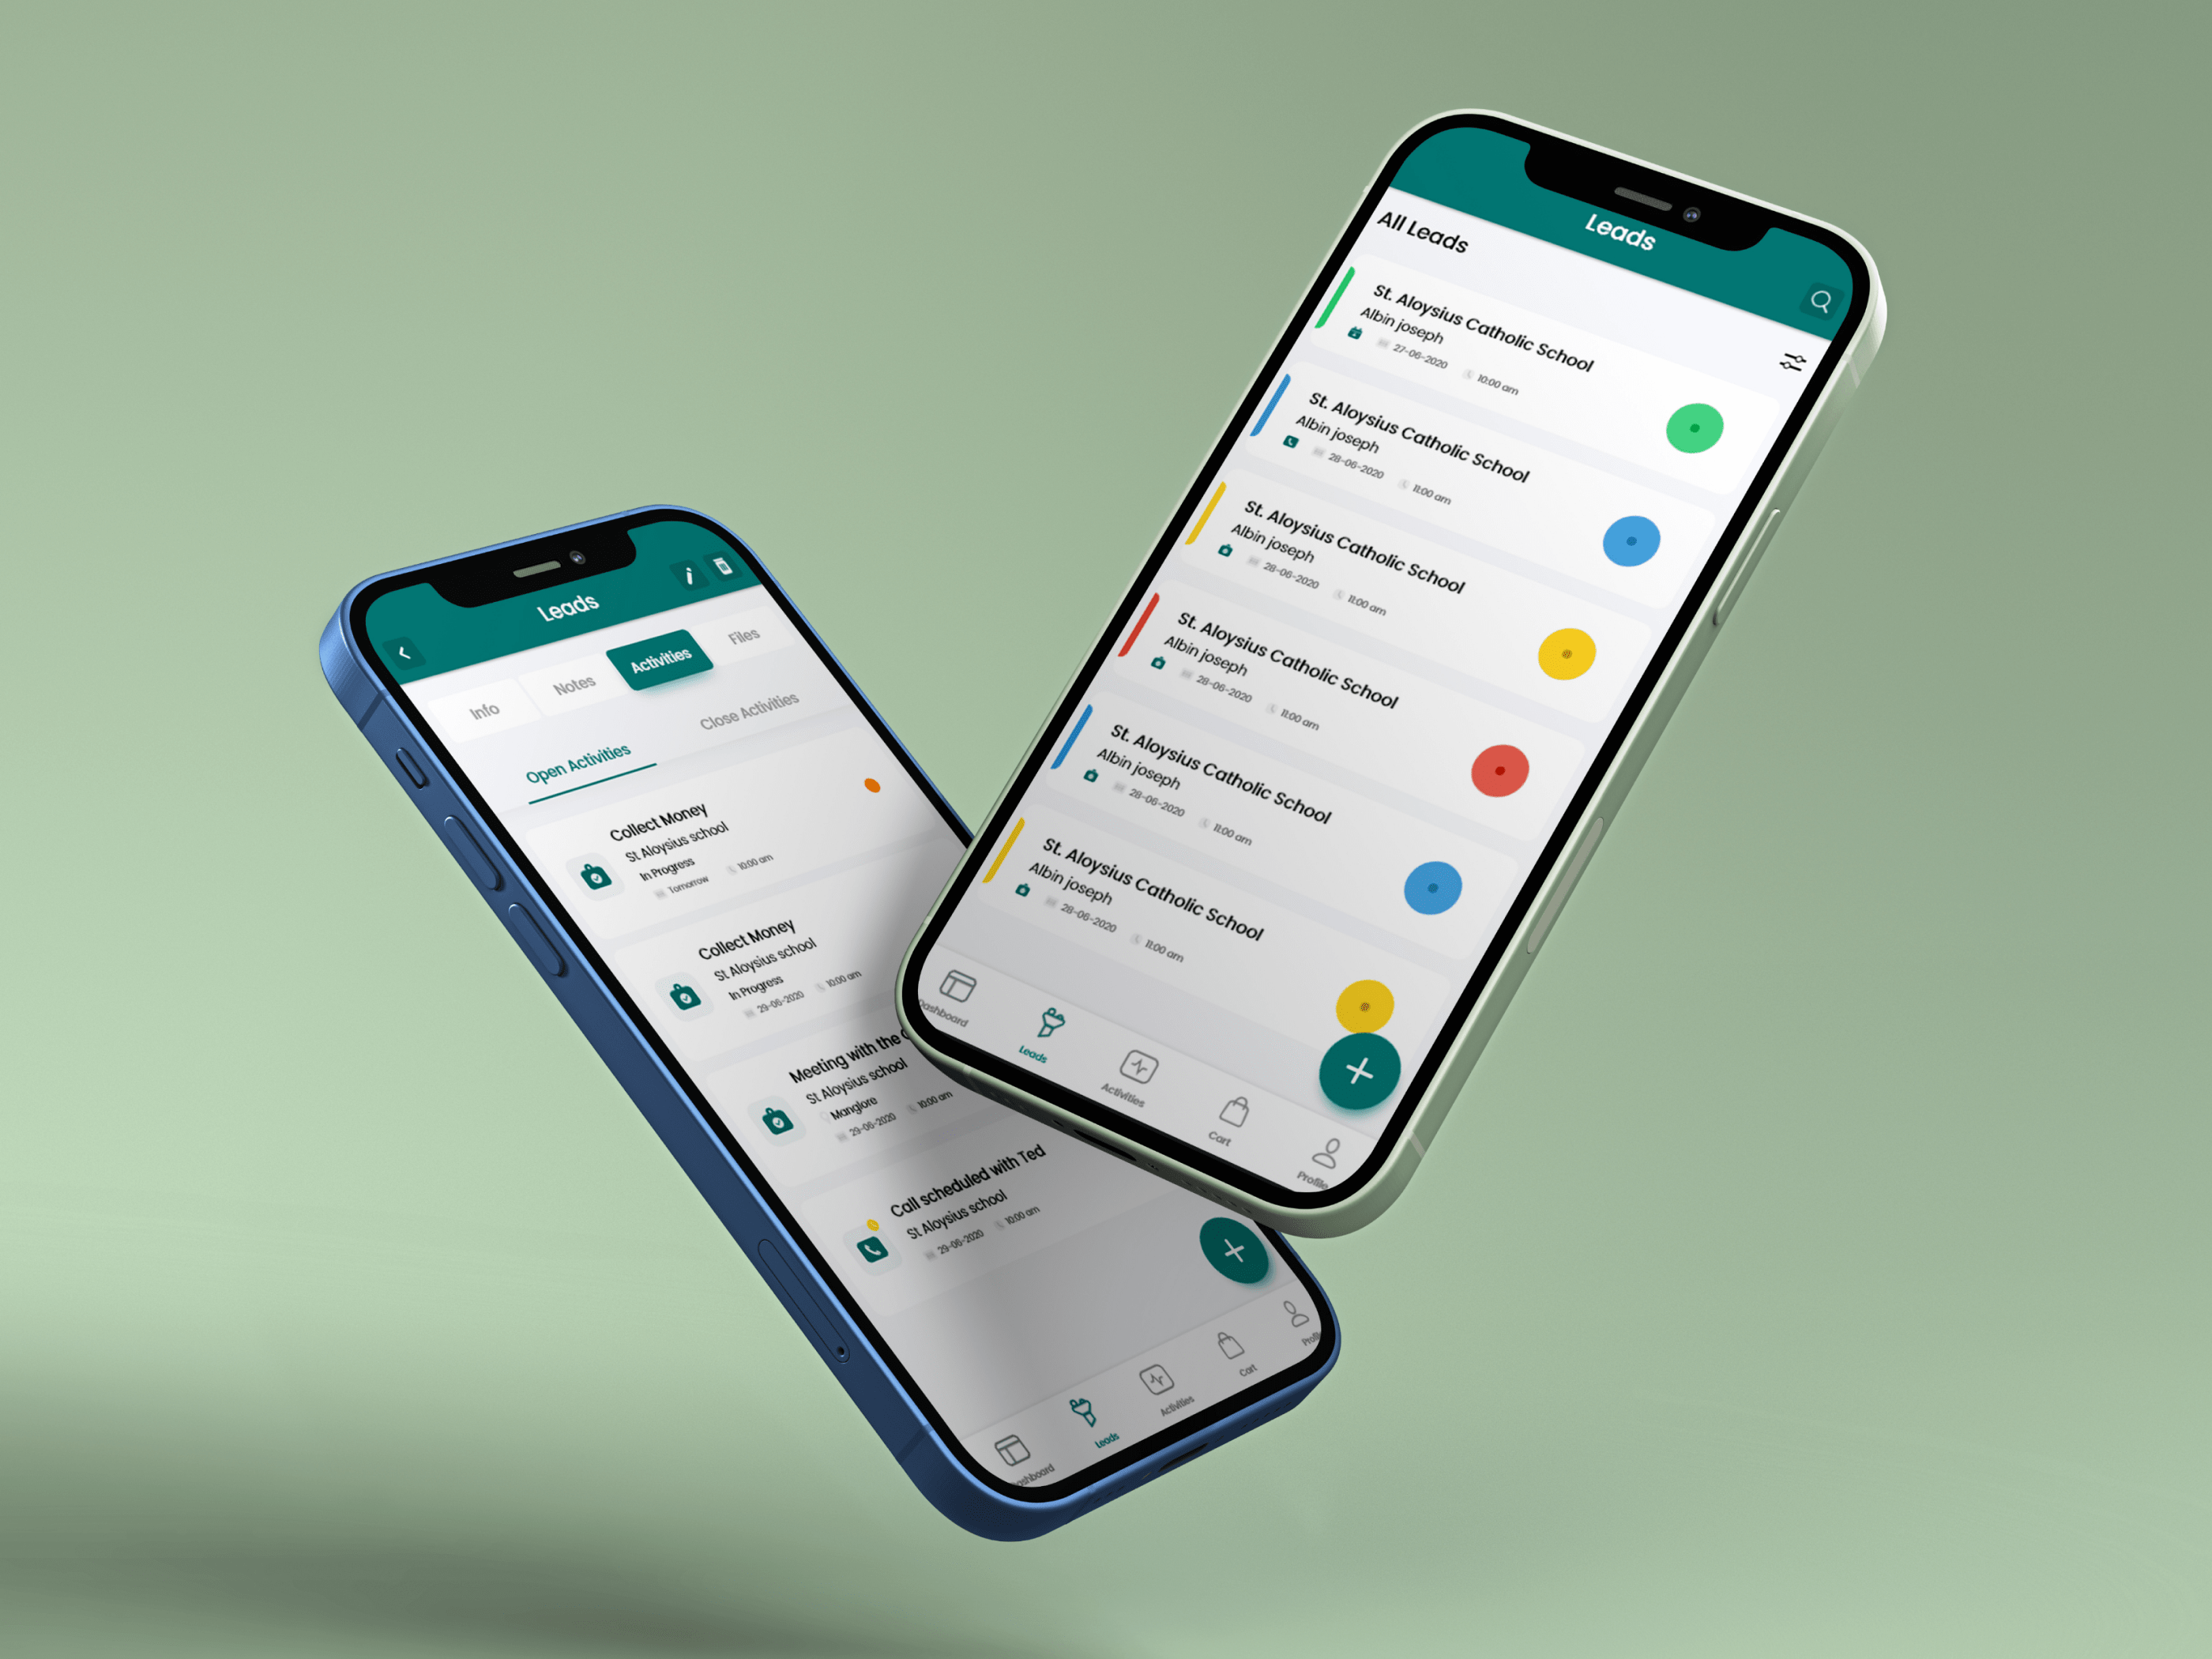 Leads
Info
Notes
Activities
Files
Open Activities
Close Activities
Collect Money
St Aloysius school
In Progress
Tomorrow
10:00 am
Collect Money
St Aloysius school
In Progress
29-06-2020
10:00 am
Meeting with the
St Aloysius school
Manglore
29-06-2020
10:00 am
Call scheduled with Ted
St Aloysius school
29-06-2020
10:00 am
Dashboard
Leads
Activities
Cart
Profile
Leads
All Leads
St. Aloysius Catholic School
Albin joseph
27-06-2020
10:00 am
St. Aloysius Catholic School
Albin joseph
28-06-2020
11:00 am
St. Aloysius Catholic School
Albin joseph
28-06-2020
11:00 am
St. Aloysius Catholic School
Albin joseph
28-06-2020
11:00 am
St. Aloysius Catholic School
Albin joseph
28-06-2020
11:00 am
St. Aloysius Catholic School
Albin joseph
28-06-2020
11:00 am
Dashboard
Leads
Activities
Cart
Profile